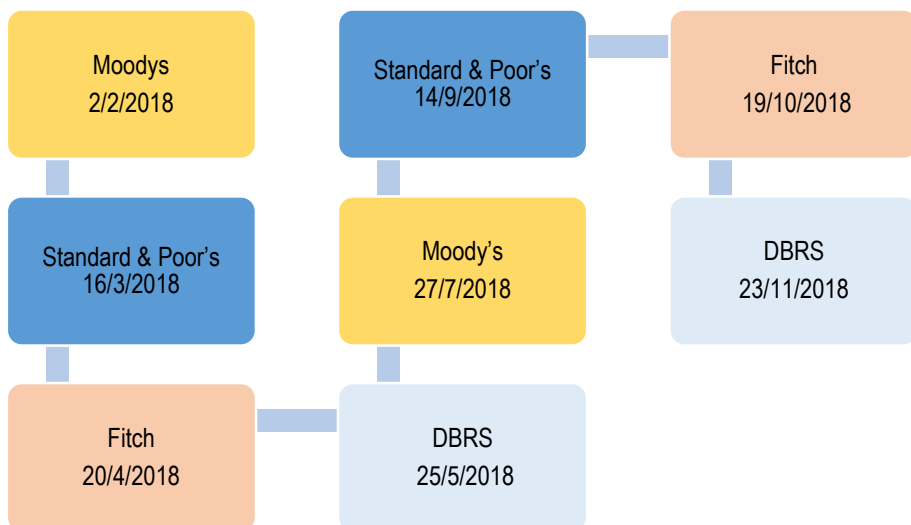 Moodys
2/2/2018
Standard & Poor's
16/3/2018
Fitch
20/4/2018
DBRS
25/5/2018
Moody's
27/7/2018
Standard & Poor's
14/9/2018
Fitch
19/10/2018
DBRS
23/11/2018